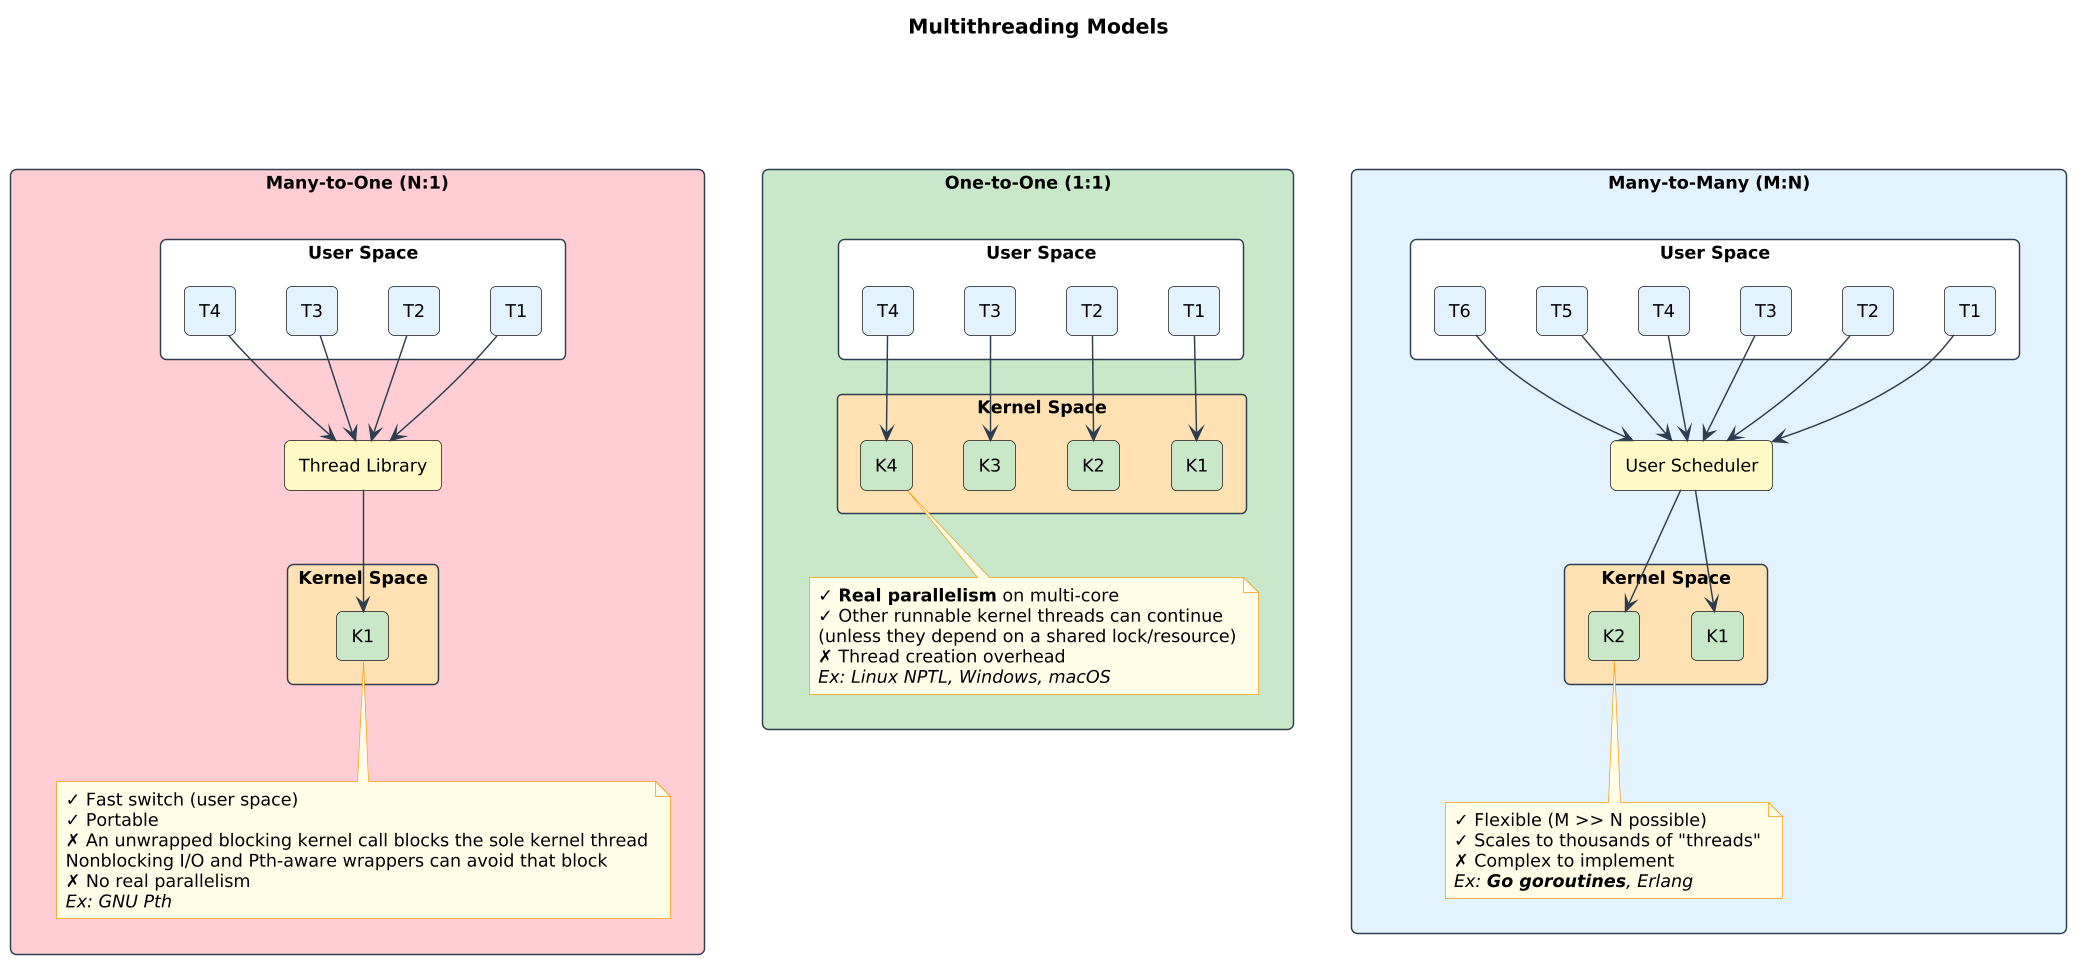 Multithreading Models
Many-to-One (N:1)
User Space
T4
T3
T2
T1
Thread Library
Kernel Space
K1
✓ Fast switch (user space)
✓ Portable
✗ An unwrapped blocking kernel call blocks the sole kernel thread
Nonblocking I/O and Pth-aware wrappers can avoid that block
✗ No real parallelism
Ex: GNU Pth
One-to-One (1:1)
User Space
T4
T3
T2
T1
Kernel Space
K4
K3
K2
K1
✓ Real parallelism on multi-core
✓ Other runnable kernel threads can continue
(unless they depend on a shared lock/resource)
✗ Thread creation overhead
Ex: Linux NPTL, Windows, macOS
Many-to-Many (M:N)
User Space
T6
T5
T4
T3
T2
T1
User Scheduler
Kernel Space
K2
K1
✓ Flexible (M >> N possible)
✓ Scales to thousands of "threads"
✗ Complex to implement
Ex: Go goroutines, Erlang